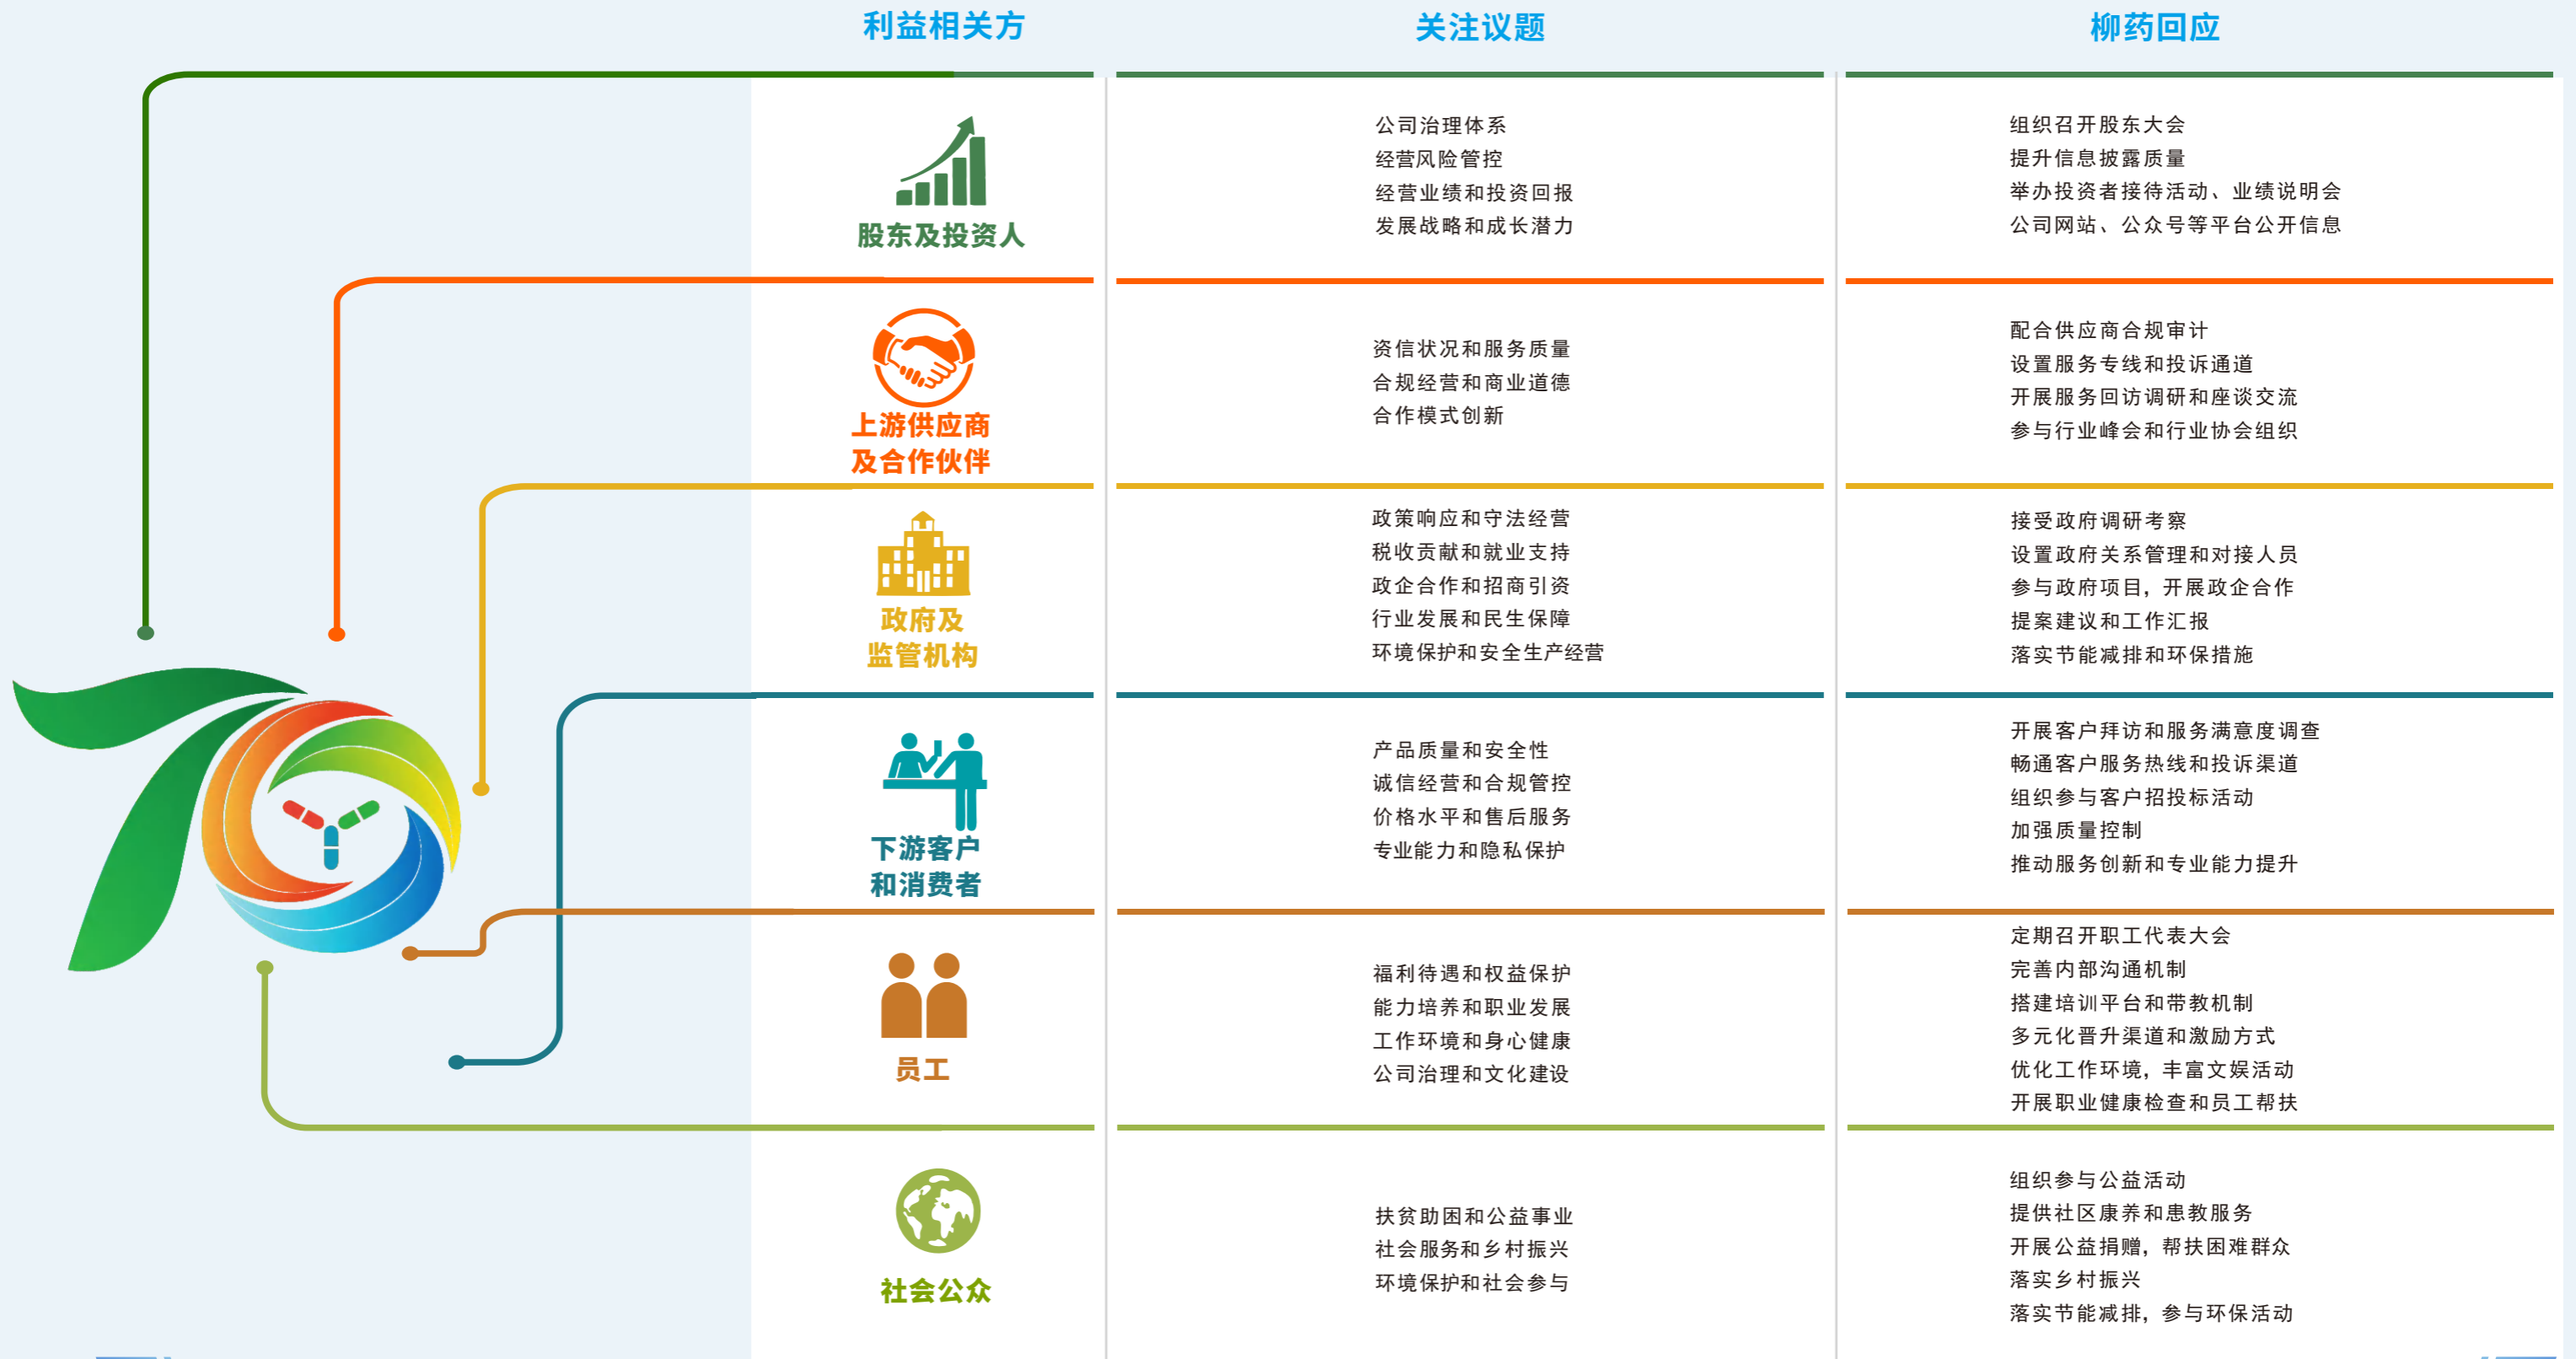 利益相关方
关注议题
柳药回应
股东及投资人
公司治理体系
经营风险管控
经营业绩和投资回报
发展战略和成长潜力
组织召开股东大会
提升信息披露质量
举办投资者接待活动、业绩说明会
公司网站、公众号等平台公开信息
上游供应商
及合作伙伴
资信状况和服务质量
合规经营和商业道德
合作模式创新
配合供应商合规审计
设置服务专线和投诉通道
开展服务回访调研和座谈交流
参与行业峰会和行业协会组织
政府及
监管机构
政策响应和守法经营
税收贡献和就业支持
政企合作和招商引资
行业发展和民生保障
环境保护和安全生产经营
接受政府调研考察
设置政府关系管理和对接人员
参与政府项目，开展政企合作
提案建议和工作汇报
落实节能减排和环保措施
下游客户
和消费者
产品质量和安全性
诚信经营和合规管控
价格水平和售后服务
专业能力和隐私保护
开展客户拜访和服务满意度调查
畅通客户服务热线和投诉渠道
组织参与客户招投标活动
加强质量控制
推动服务创新和专业能力提升
员工
福利待遇和权益保护
能力培养和职业发展
工作环境和身心健康
公司治理和文化建设
定期召开职工代表大会
完善内部沟通机制
搭建培训平台和带教机制
多元化晋升渠道和激励方式
优化工作环境，丰富文娱活动
开展职业健康检查和员工帮扶
社会公众
扶贫助困和公益事业
社会服务和乡村振兴
环境保护和社会参与
组织参与公益活动
提供社区康养和患教服务
开展公益捐赠，帮扶困难群众
落实乡村振兴
落实节能减排，参与环保活动